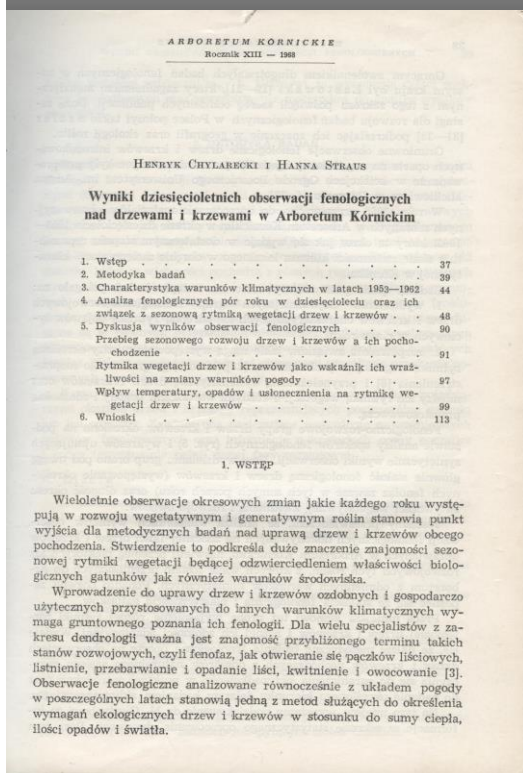 ARBORETUM KÓRNICKIE
Rocznik XIII — 1968
HENRYK CHYLARECKI I HANNA STRAUS
Wyniki dziesięcioletnich obserwacji fenologicznych
nad drzewami i krzewami w Arboretum Kórnickim
1. Wstęp . . . . . . . . . . . . . . 37
2. Metodyka badań . . . . . . . . . . . 39
3. Charakterystyka warunków klimatycznych w latach 1953—1962 44
4. Analiza fenologicznych pór roku w dziesięcioleciu oraz ich
związek z sezonową rytmiką wegetacji drzew i krzewów . . 48
5. Dyskusja wyników obserwacji fenologicznych . . . . 90
Przebieg sezonowego rozwoju drzew i krzewów a ich pocho-
chodzenie . . . . . . . . . . . 91
Rytmika wegetacji drzew i krzewów jako wskaźnik ich wraż-
liwości na zmiany warunków pogody . . . . . . 97
Wpływ temperatury, opadów i usłonecznienia na rytmikę we-
getacji drzew i krzewów . . . . . . . . 99
6. Wnioski . . . . . . . . . . . . . 113
1. WSTĘP
Wieloletnie obserwacje okresowych zmian jakie każdego roku wystę-
pują w rozwoju wegetatywnym i generatywnym roślin stanowią punkt
wyjścia dla metodycznych badań nad uprawą drzew i krzewów obcego
pochodzenia. Stwierdzenie to podkreśla duże znaczenie znajomości sezo-
nowej rytmiki wegetacji będącej odzwierciedleniem właściwości biolo-
gicznych gatunków jak również warunków środowiska.
Wprowadzenie do uprawy drzew i krzewów ozdobnych i gospodarczo
użytecznych przystosowanych do innych warunków klimatycznych wy-
maga gruntownego poznania ich fenologii. Dla wielu specjalistów z za-
kresu dendrologii ważna jest znajomość przybliżonego terminu takich
stanów rozwojowych, czyli fenofaz, jak otwieranie się pączków liściowych,
listnienie, przebarwianie i opadanie liści, kwitnienie i owocowanie [3].
Obserwacje fenologiczne analizowane równocześnie z układem pogody
w poszczególnych latach stanowią jedną z metod służących do określenia
wymagań ekologicznych drzew i krzewów w stosunku do sumy ciepła,
ilości opadów i światła.